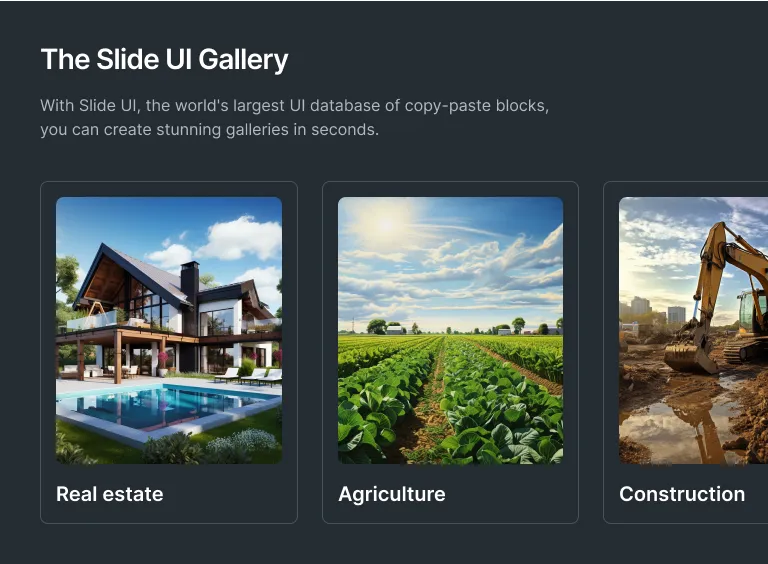 The Slide UI Gallery
With Slide UI, the world's largest UI database of copy-paste blocks,
you can create stunning galleries in seconds.
Real estate
Agriculture
Construction